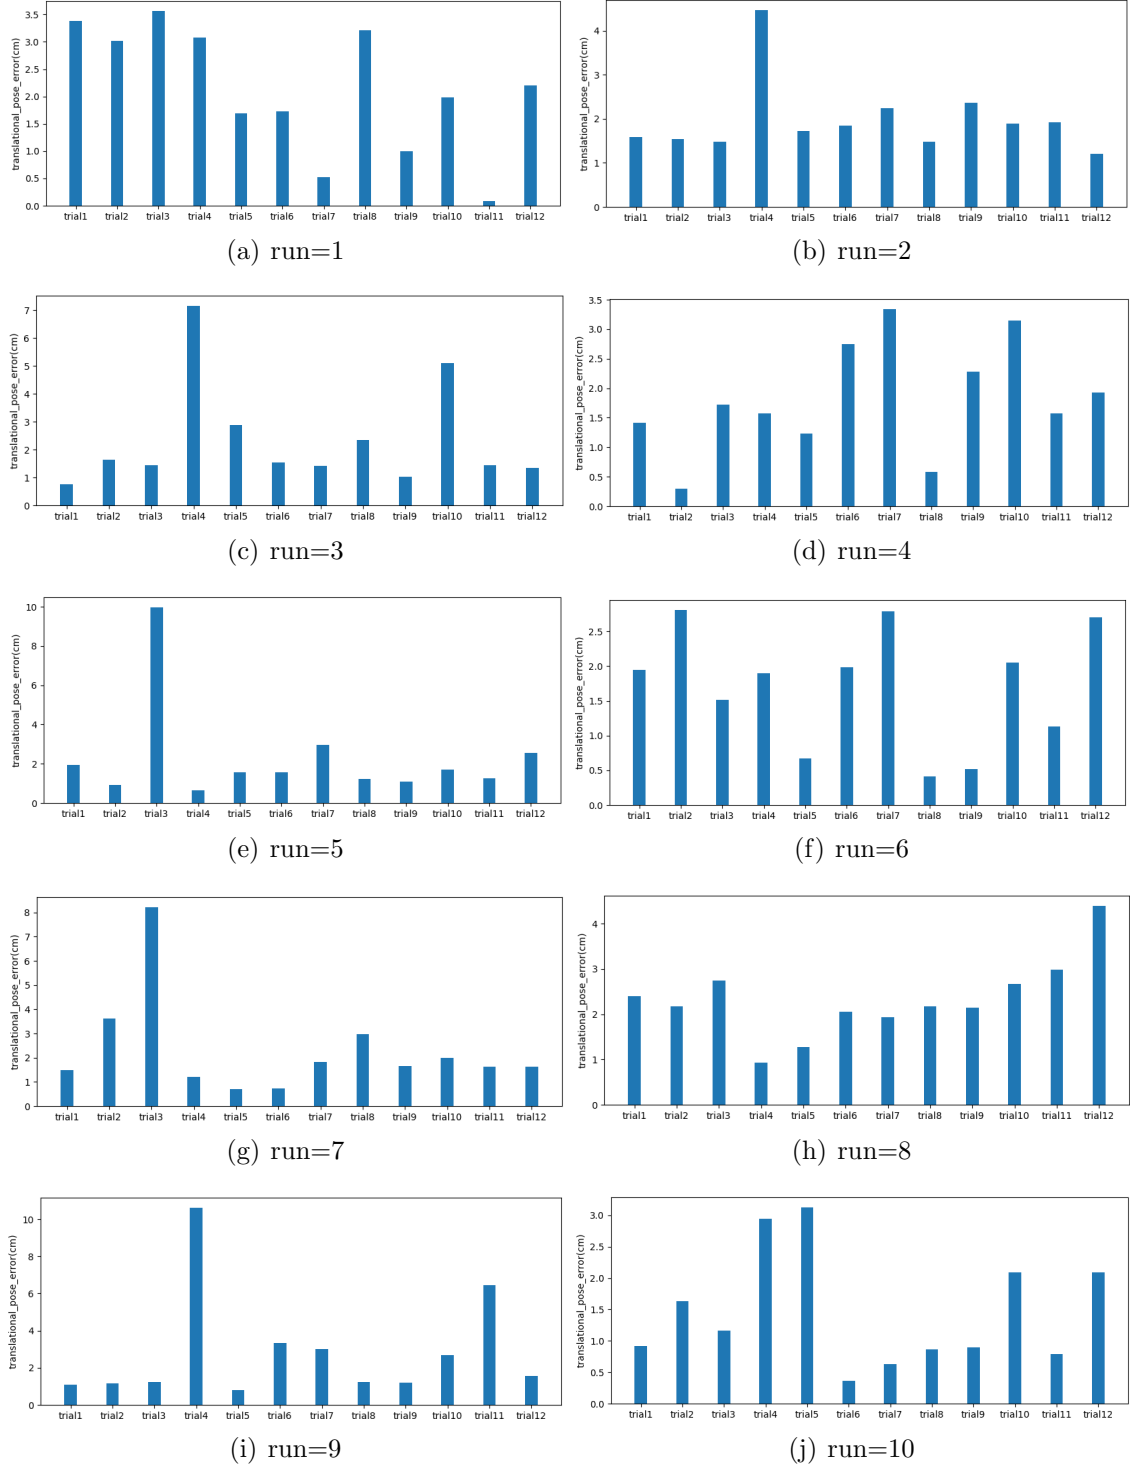 translational_pose_error(cm)
3.5
3.0
2.5
2.0
1.5
1.0
0.5
0.0
trial1 trial2 trial3 trial4 trial5 trial6 trial7 trial8 trial9 trial10 trial11 trial12
(a) run=1
translational_pose_error(cm)
4
3
2
1
0
trial1 trial2 trial3 trial4 trial5 trial6 trial7 trial8 trial9 trial10 trial11 trial12
(b) run=2
translational_pose_error(cm)
7
6
5
4
3
2
1
0
trial1 trial2 trial3 trial4 trial5 trial6 trial7 trial8 trial9 trial10 trial11 trial12
(c) run=3
translational_pose_error(cm)
3.5
3.0
2.5
2.0
1.5
1.0
0.5
0.0
trial1 trial2 trial3 trial4 trial5 trial6 trial7 trial8 trial9 trial10 trial11 trial12
(d) run=4
translational_pose_error(cm)
10
8
6
4
2
0
trial1 trial2 trial3 trial4 trial5 trial6 trial7 trial8 trial9 trial10 trial11 trial12
(e) run=5
translational_pose_error(cm)
2.5
2.0
1.5
1.0
0.5
0.0
trial1 trial2 trial3 trial4 trial5 trial6 trial7 trial8 trial9 trial10 trial11 trial12
(f) run=6
translational_pose_error(cm)
8
7
6
5
4
3
2
1
0
trial1 trial2 trial3 trial4 trial5 trial6 trial7 trial8 trial9 trial10 trial11 trial12
(g) run=7
translational_pose_error(cm)
4
3
2
1
0
trial1 trial2 trial3 trial4 trial5 trial6 trial7 trial8 trial9 trial10 trial11 trial12
(h) run=8
translational_pose_error(cm)
10
8
6
4
2
0
trial1 trial2 trial3 trial4 trial5 trial6 trial7 trial8 trial9 trial10 trial11 trial12
(i) run=9
translational_pose_error(cm)
3.0
2.5
2.0
1.5
1.0
0.5
0.0
trial1 trial2 trial3 trial4 trial5 trial6 trial7 trial8 trial9 trial10 trial11 trial12
(j) run=10